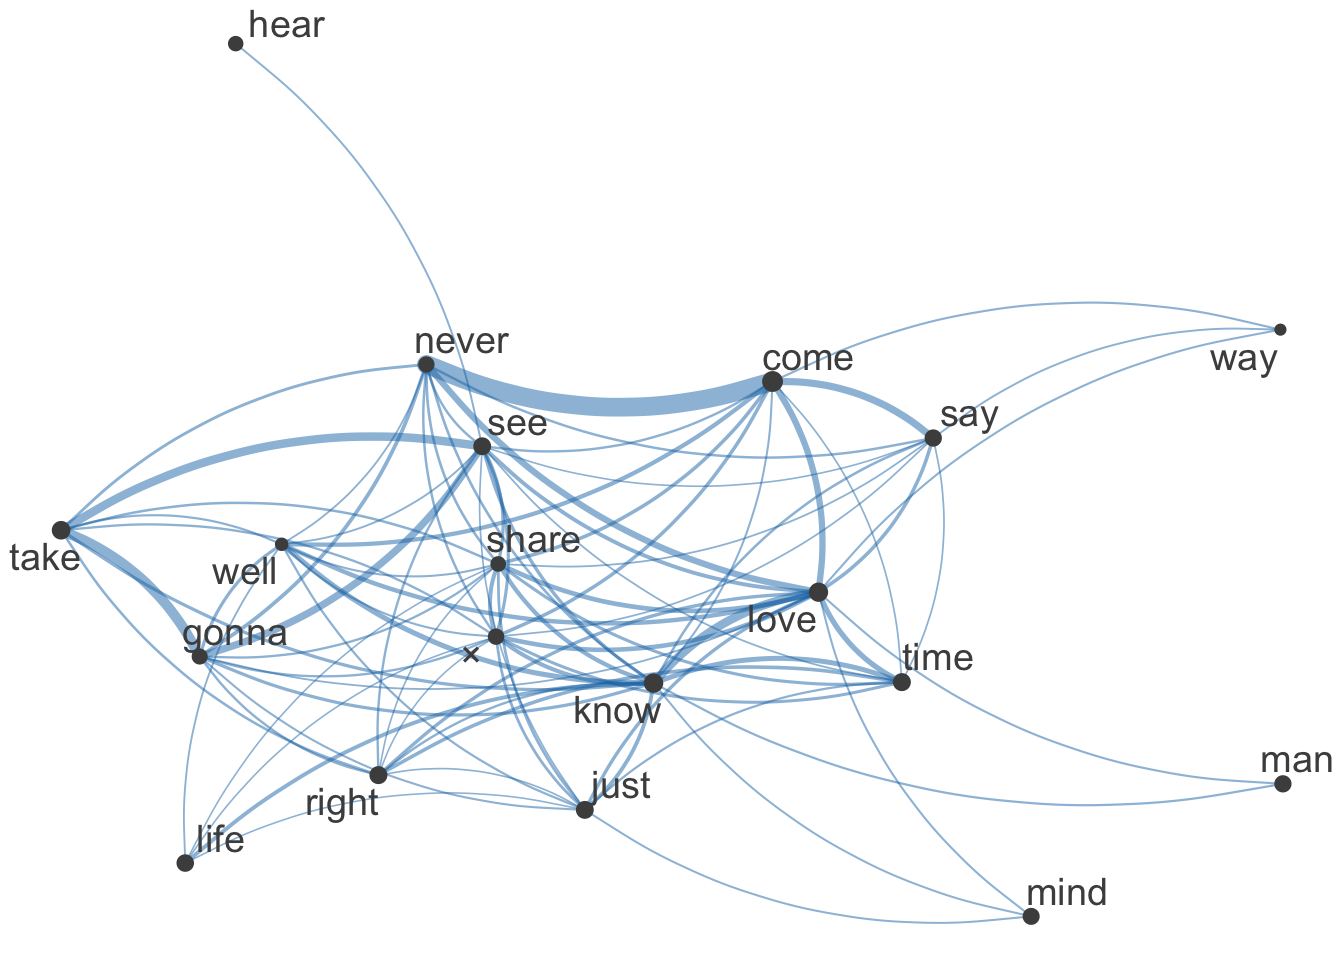 hear
never
come
way
say
see
share
take
well
gonna
love
time
×
know
man
just
right
life
mind